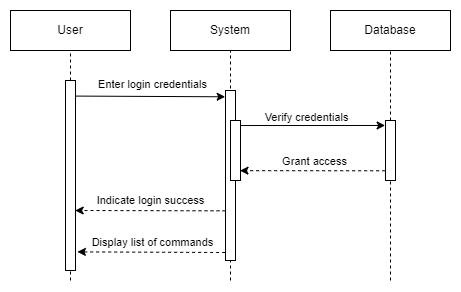 User
System
Database
Enter login credentials
Verify credentials
Grant access
Indicate login success
Display list of commands